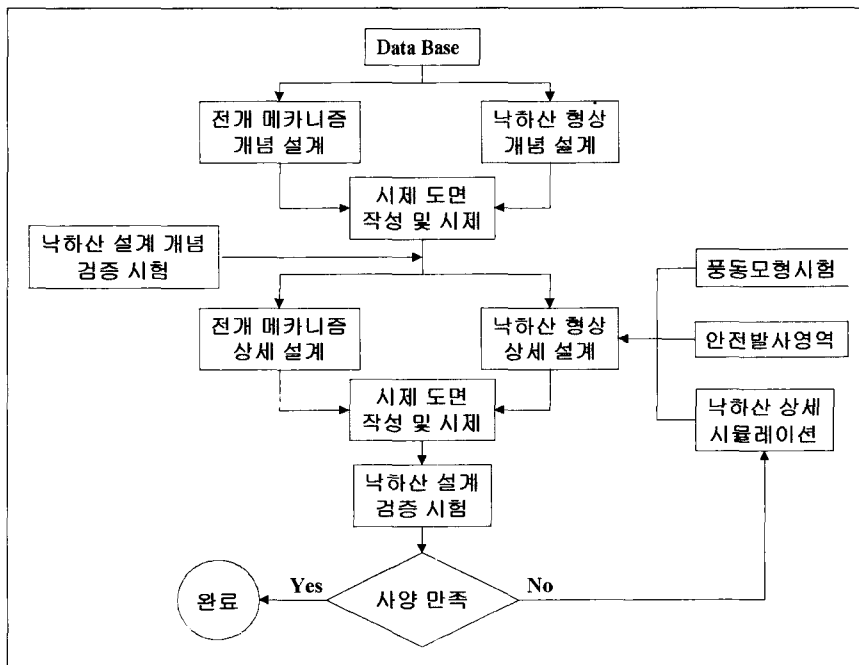 Data Base
전개 메카니즘
개념 설계
낙하산 형상
개념 설계
시제 도면
작성 및 시제
낙하산 설계 개념
검증 시험
풍동모형시험
전개 메카니즘
상세 설계
낙하산 형상
상세 설계
안전발사영역
시제 도면
작성 및 시제
낙하산 상세
시뮬레이션
낙하산 설계
검증 시험
완료
Yes
사양 만족
No